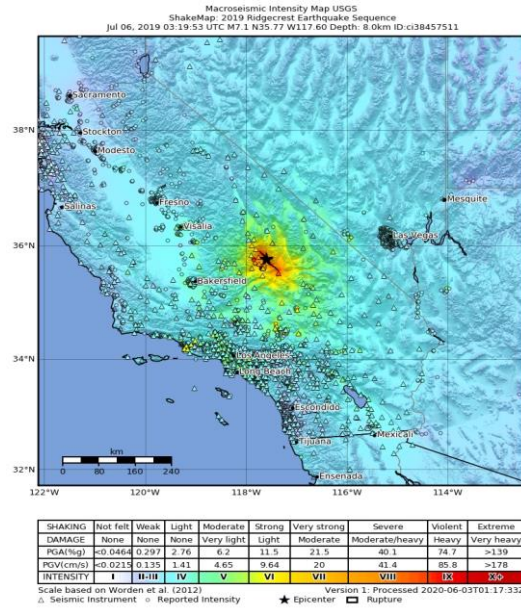 Macroseismic Intensity Map USGS
ShakeMap: 2019 Ridgecrest Earthquake Sequence
Jul 06, 2019 03:19:53 UTC M7.1 N35.77 W117.60 Depth: 8.0km ID:ci38457511
Sacramento
38°N
Stockton
Modesto
Mesquite
Salinas
Fresno
Las Vegas
Visalia
36°N
Bakersfield
34°N
Los Angeles
Long Beach
Escondido
Tijuana
Mexicali
km
0 80 160 240
32°N
Ensenada
122°W 120°W 118°W 116°W 114°W
SHAKING Not felt Weak Light Moderate Strong Very strong Severe Violent Extreme
DAMAGE None None None Very light Light Moderate Moderate/heavy Heavy Very heavy
PGA(%g) <0.0464 0.297 2.76 6.2 11.5 21.5 40.1 74.7 >139
PGV(cm/s) <0.0215 0.135 1.41 4.65 9.64 20 41.4 85.8 >178
INTENSITY I II-III IV V VI VII VIII IX X+
Scale based on Worden et al. (2012) Version 1: Processed 2020-06-03T01:17:33Z
△ Seismic Instrument ○ Reported Intensity ★ Epicenter □ Rupture